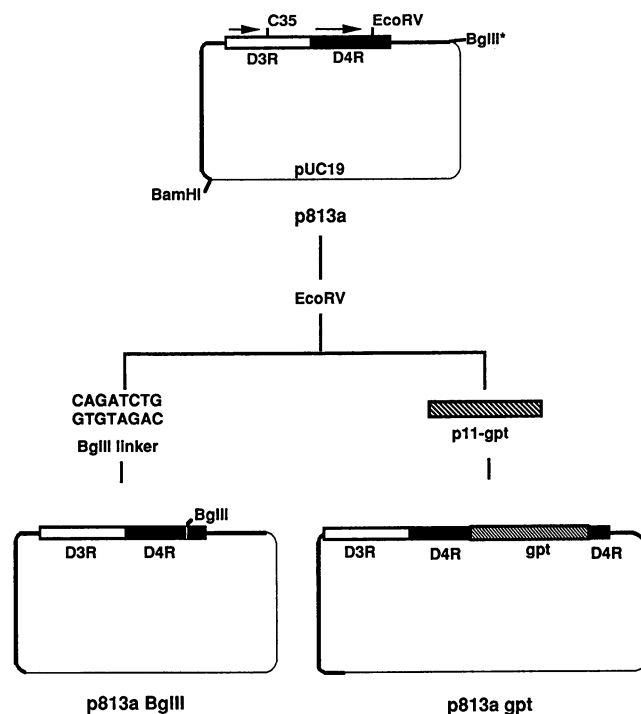 C35
EcoRV
BglII*
D3R
D4R
pUC19
BamHI
p813a
EcoRV
CAGATCTG
GTGTAGAC
BglII linker
p11-gpt
BglII
D3R
D4R
D3R
D4R
gpt
D4R
p813a BglII
p813a gpt